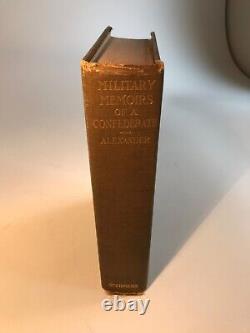 MILITARY
MEMOIRS
OF A
CONFEDERATE
ALEXANDER
SCRIBNERS